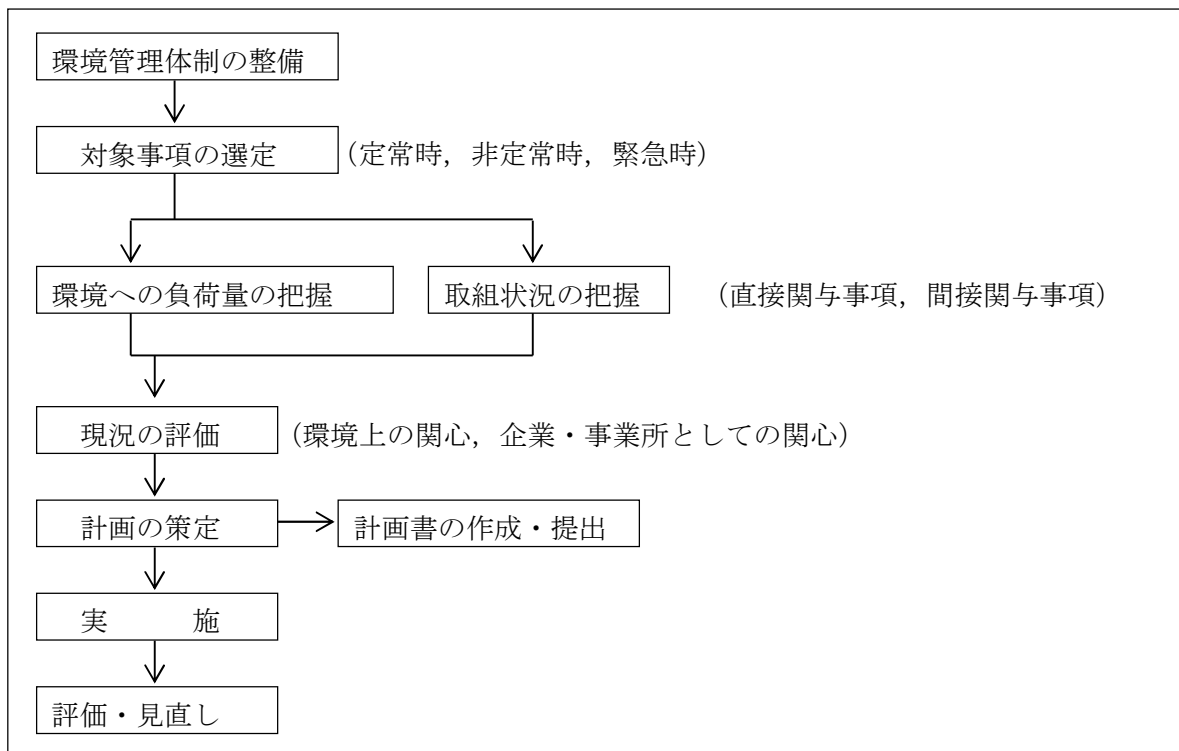 環境管理体制の整備
対象事項の選定 (定常時，非定常時，緊急時)
環境への負荷量の把握 取組状況の把握 (直接関与事項，間接関与事項)
現況の評価 (環境上の関心，企業・事業所としての関心)
計画の策定 計画書の作成・提出
実　　　施
評価・見直し